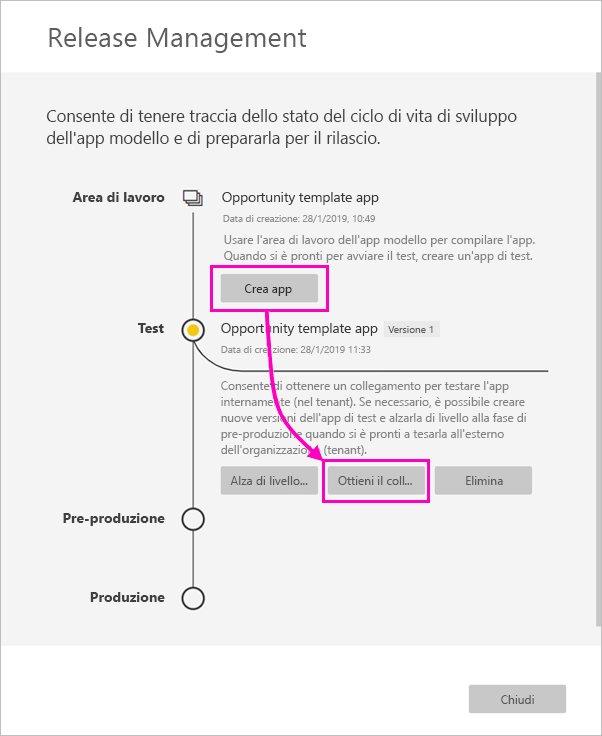 Release Management
Consente di tenere traccia dello stato del ciclo di vita di sviluppo
dell'app modello e di prepararla per il rilascio.
Area di lavoro
Opportunity template app
Data di creazione: 28/1/2019, 10:49
Usare l'area di lavoro dell'app modello per compilare l'app.
Quando si è pronti per avviare il test, creare un'app di test.
Crea app
Test
Opportunity template app Versione 1
Data di creazione: 28/1/2019 11:33
Consente di ottenere un collegamento per testare l'app
internamente (nel tenant). Se necessario, è possibile creare
nuove versioni dell'app di test e alzarla di livello alla fase di
pre-produzione quando si è pronti a tesarla all'esterno
dell'organizzazione (tenant).
Alza di livello...
Ottieni il coll...
Elimina
Pre-produzione
Produzione
Chiudi